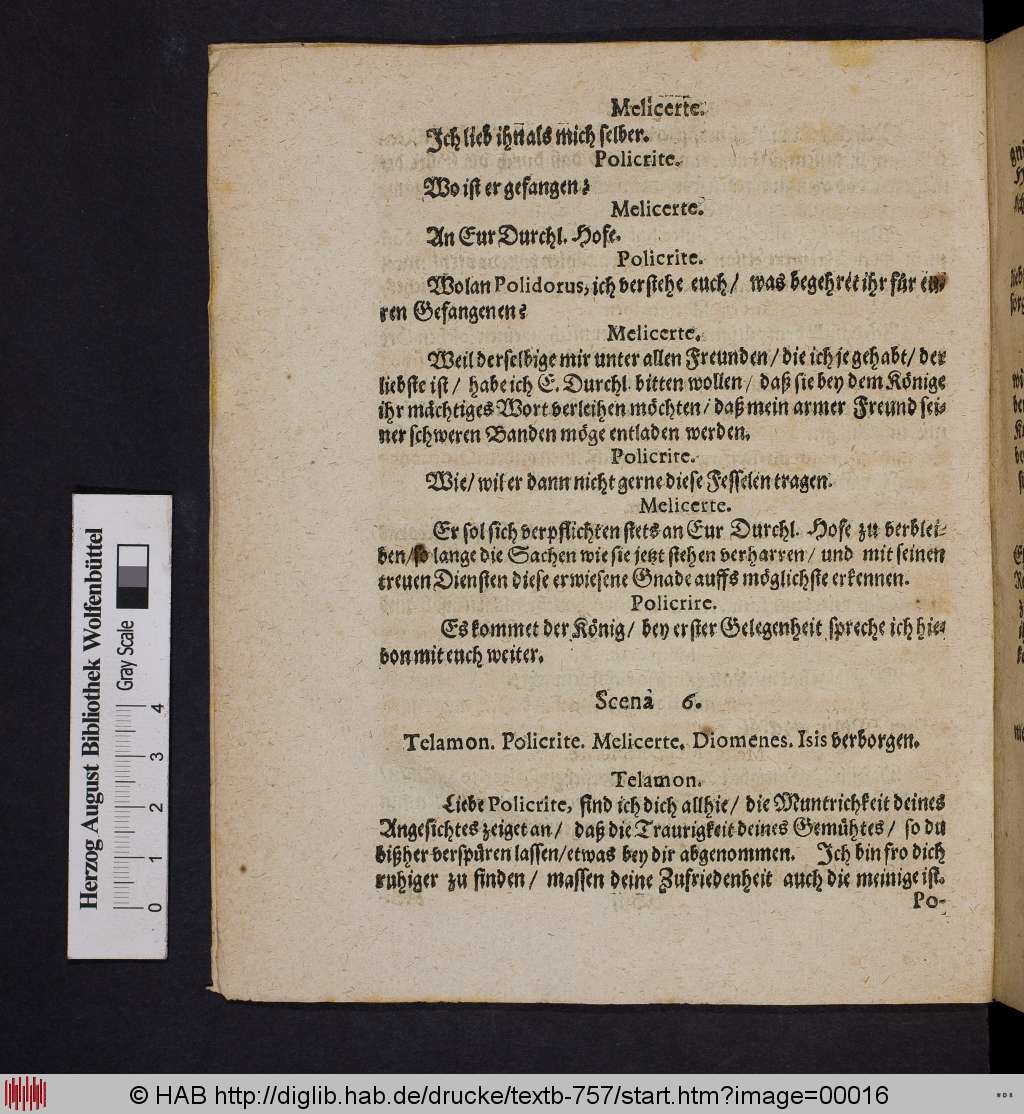 Melicerte.
Ich lieb ihn als mich selber.
Policrite.
Wo ist er gefangen?
Melicerte.
An Eur Durchl. Hofe.
Policrite.
Wolan Polidorus, ich verstehe euch / was begehret ihr für eu-
ren Gefangenen?
Melicerte.
Weil derselbige mir unter allen Freunden / die ich je gehabt / der
liebste ist / habe ich E. Durchl. bitten wollen / daß sie bey dem Könige
ihr mächtiges Wort verleihen möchten / daß mein armer Freund sei-
ner schweren Banden möge entladen werden.
Policrite.
Wie / wil er dann nicht gerne diese Fesselen tragen.
Melicerte.
Er sol sich verpflichten stets an Eur Durchl. Hofe zu verblei-
ben / so lange die Sachen wie sie jetzt stehen verharren / und mit seinen
treuen Diensten diese erwiesene Gnade auffs möglichste erkennen.
Policrire.
Es kommet der König / bey erster Gelegenheit spreche ich hie-
von mit euch weiter.
Scena 6.
Telamon. Policrite. Melicerte. Diomenes. Isis verborgen.
Telamon.
Liebe Policrite, find ich dich allhie / die Muntrichkeit deines
Angesichtes zeiget an / daß die Traurigkeit deines Gemühtes / so du
bißher verspüren lassen / etwas bey dir abgenommen. Ich bin fro dich
ruhiger zu finden / massen deine Zufriedenheit auch die meinige ist.
Po-
Herzog August Bibliothek Wolfenbüttel
Gray Scale
0 1 2 3 4
© HAB http://diglib.hab.de/drucke/textb-757/start.htm?image=00016